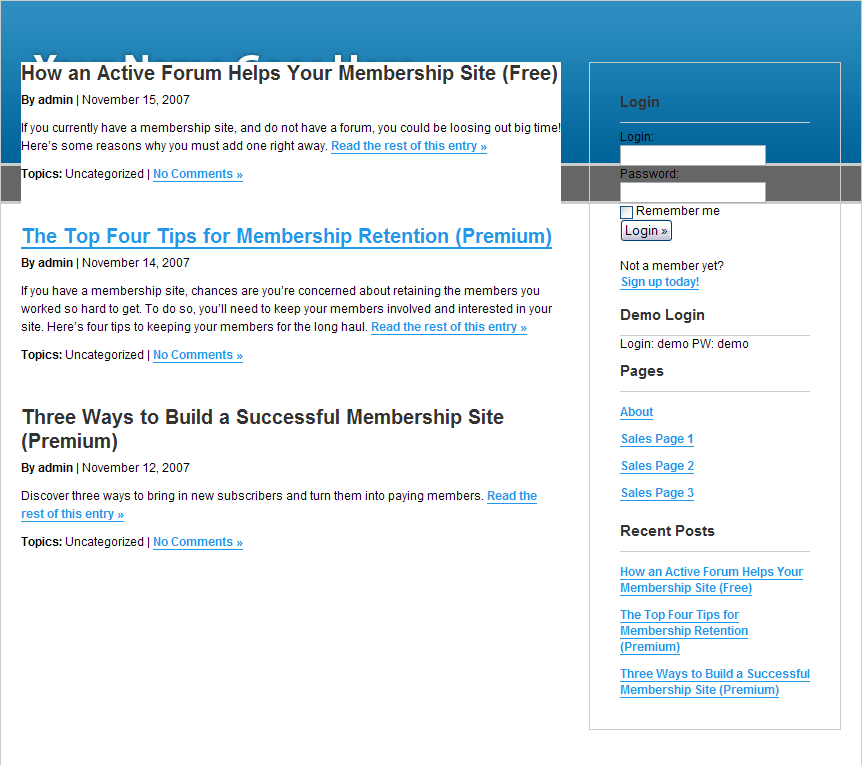 How an Active Forum Helps Your Membership Site (Free)
By admin | November 15, 2007
If you currently have a membership site, and do not have a forum, you could be loosing out big time!
Here’s some reasons why you must add one right away. Read the rest of this entry »
Topics: Uncategorized | No Comments »
The Top Four Tips for Membership Retention (Premium)
By admin | November 14, 2007
If you have a membership site, chances are you’re concerned about retaining the members you
worked so hard to get. To do so, you’ll need to keep your members involved and interested in your
site. Here’s four tips to keeping your members for the long haul. Read the rest of this entry »
Topics: Uncategorized | No Comments »
Three Ways to Build a Successful Membership Site
(Premium)
By admin | November 12, 2007
Discover three ways to bring in new subscribers and turn them into paying members. Read the
rest of this entry »
Topics: Uncategorized | No Comments »
Login
Login:
Password:
Remember me
Login »
Not a member yet?
Sign up today!
Demo Login
Login: demo PW: demo
Pages
About
Sales Page 1
Sales Page 2
Sales Page 3
Recent Posts
How an Active Forum Helps Your
Membership Site (Free)
The Top Four Tips for
Membership Retention
(Premium)
Three Ways to Build a Successful
Membership Site (Premium)